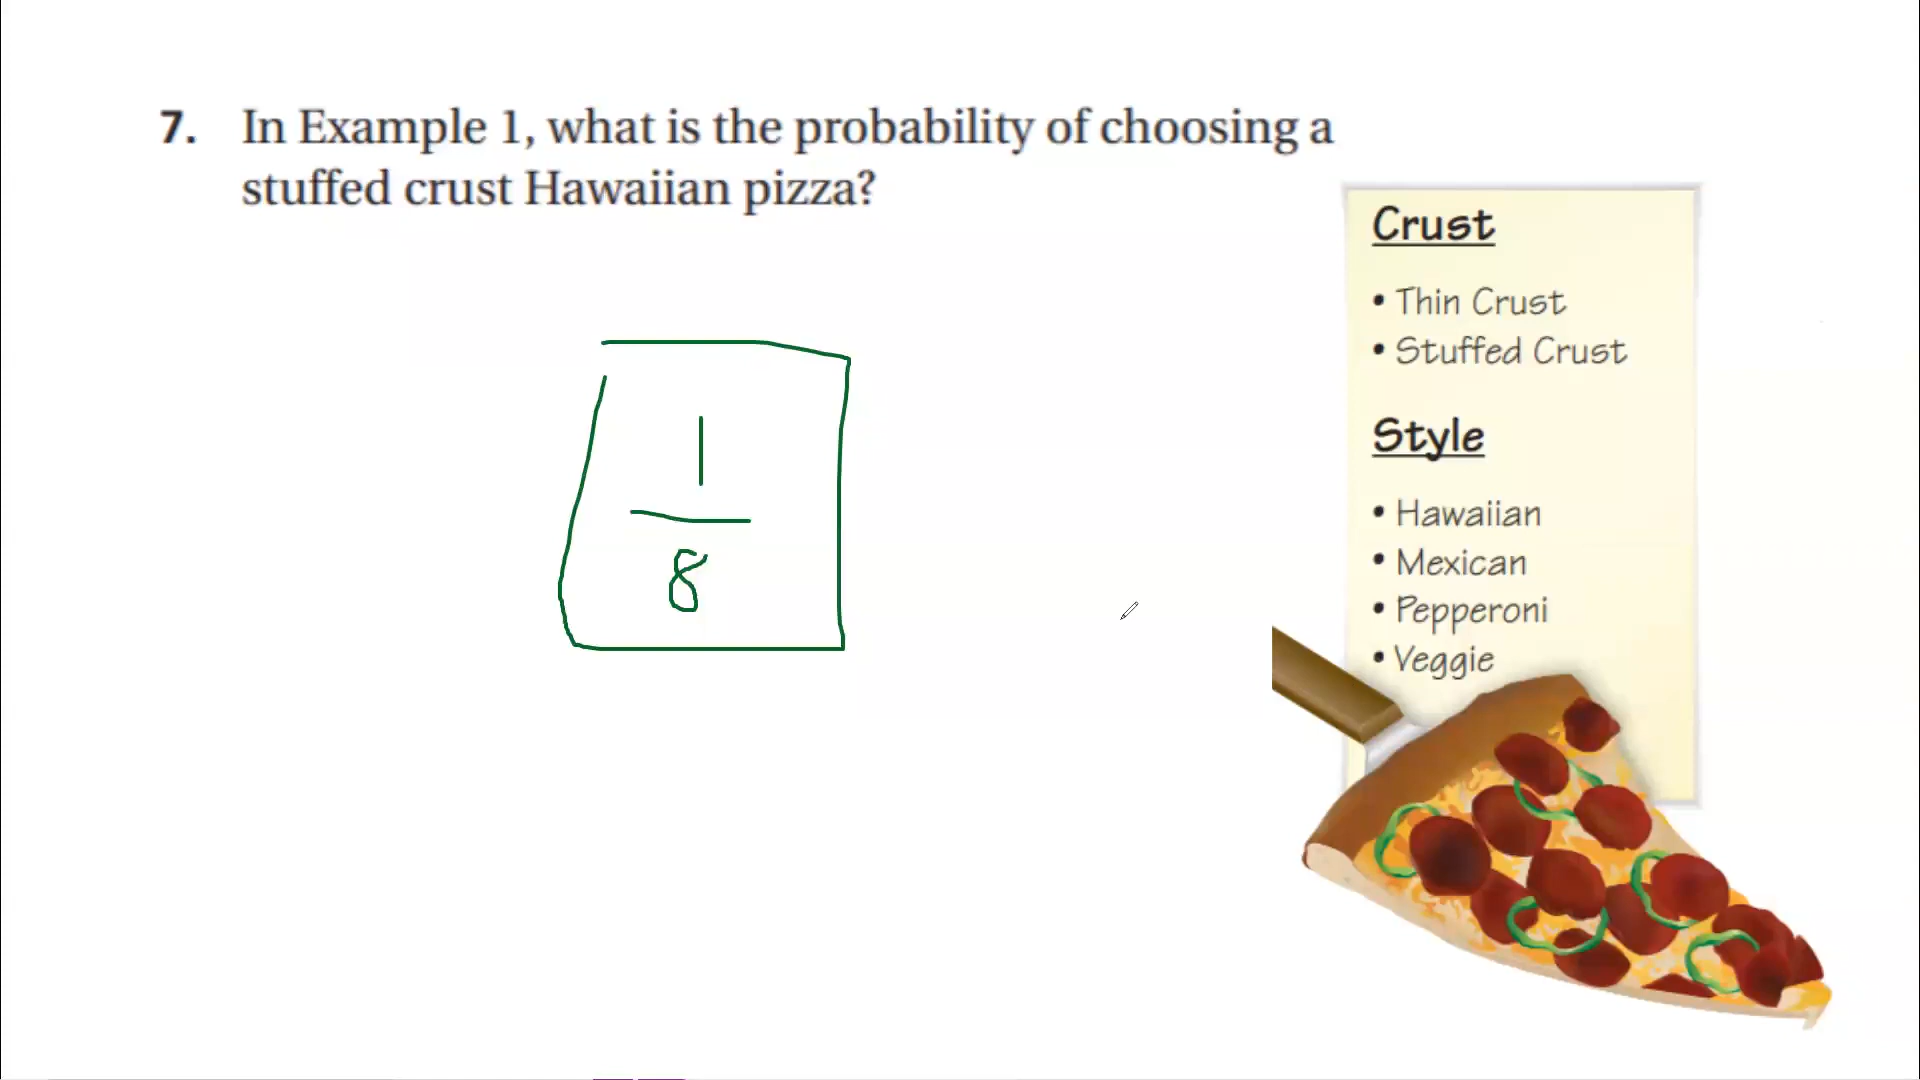 7. In Example 1, what is the probability of choosing a
stuffed crust Hawaiian pizza?
1
8
Crust
• Thin Crust
• Stuffed Crust
Style
• Hawaiian
• Mexican
• Pepperoni
• Veggie